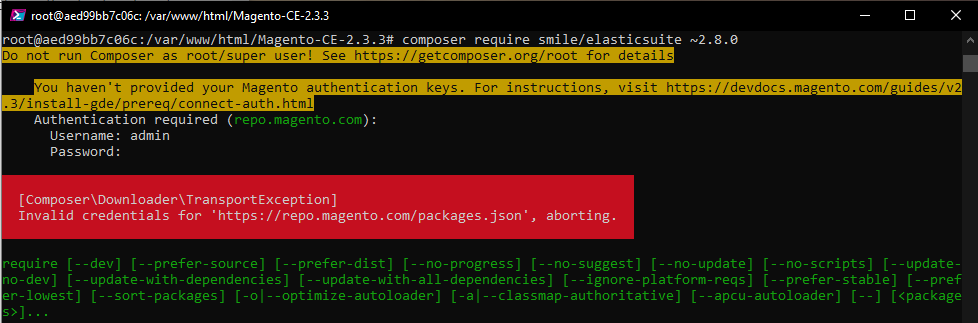 root@aed99bb7c06c: /var/www/html/Magento-CE-2.3.3
root@aed99bb7c06c:/var/www/html/Magento-CE-2.3.3# composer require smile/elasticsuite ~2.8.0
Do not run Composer as root/super user! See https://getcomposer.org/root for details
You haven't provided your Magento authentication keys. For instructions, visit https://devdocs.magento.com/guides/v2
.3/install-gde/prereq/connect-auth.html
Authentication required (repo.magento.com):
Username: admin
Password:
[Composer\Downloader\TransportException]
Invalid credentials for 'https://repo.magento.com/packages.json', aborting.
require [--dev] [--prefer-source] [--prefer-dist] [--no-progress] [--no-suggest] [--no-update] [--no-scripts] [--update-
no-dev] [--update-with-dependencies] [--update-with-all-dependencies] [--ignore-platform-reqs] [--prefer-stable] [--pref
er-lowest] [--sort-packages] [-o|--optimize-autoloader] [-a|--classmap-authoritative] [--apcu-autoloader] [--] [<package
s>]...